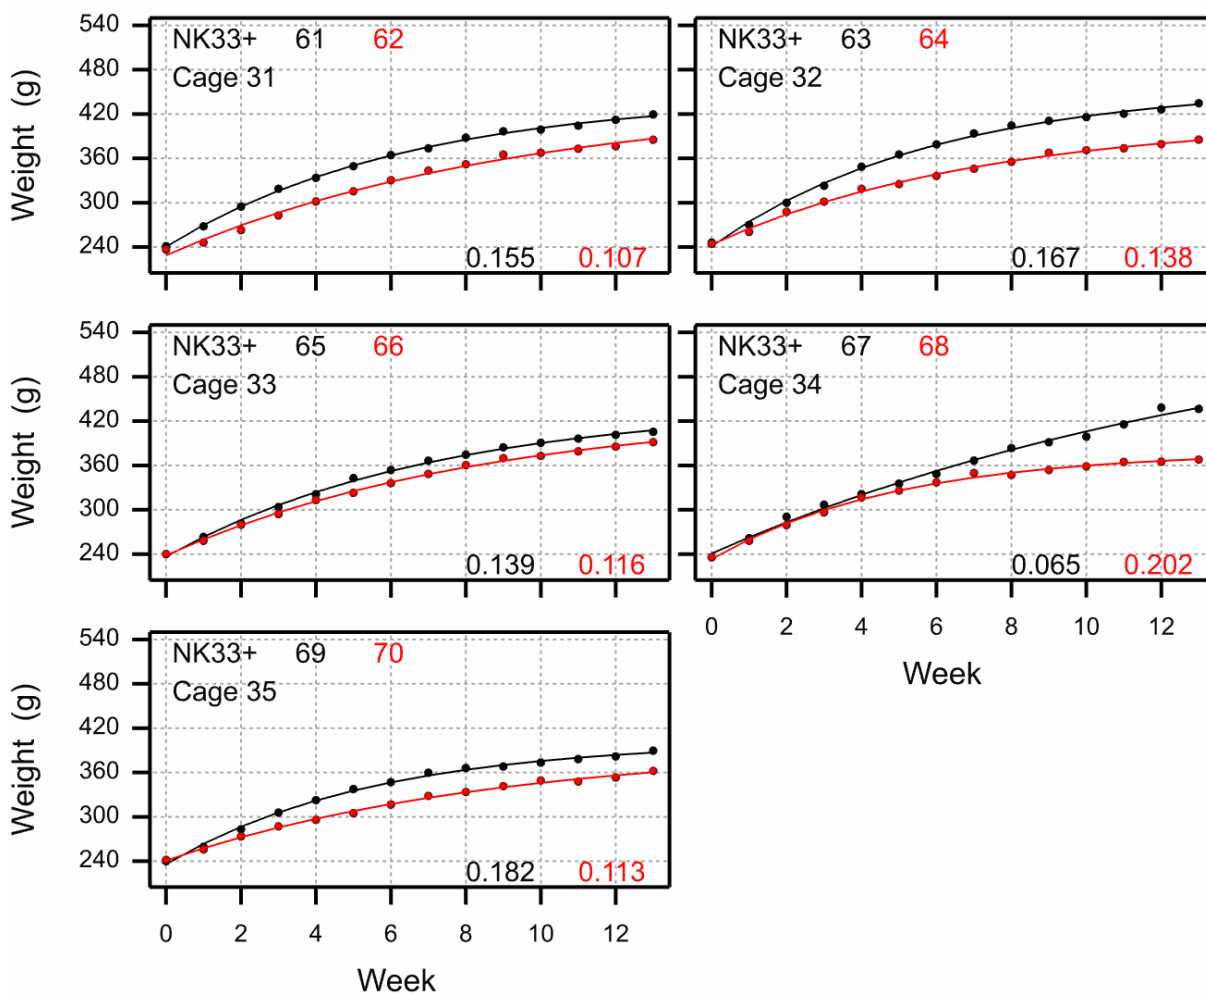 540
480
420
360
300
240
Weight (g)
NK33+ 61 62
Cage 31
0.155 0.107
NK33+ 63 64
Cage 32
0.167 0.138
540
480
420
360
300
240
Weight (g)
NK33+ 65 66
Cage 33
0.139 0.116
NK33+ 67 68
Cage 34
0.065 0.202
0 2 4 6 8 10 12
Week
540
480
420
360
300
240
Weight (g)
NK33+ 69 70
Cage 35
0.182 0.113
0 2 4 6 8 10 12
Week